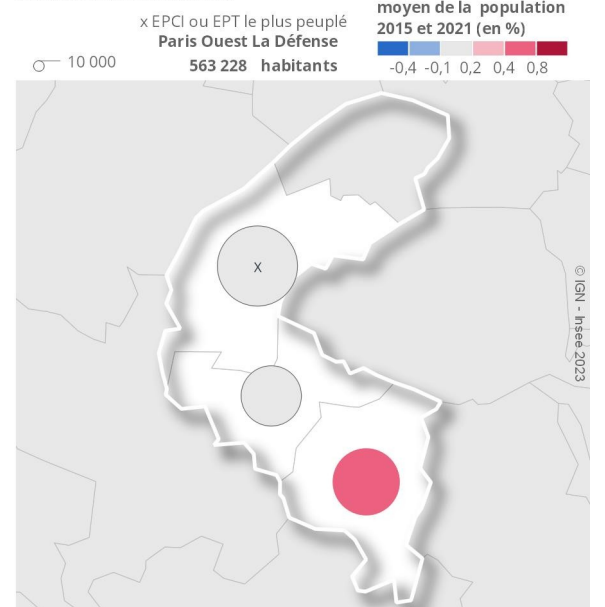 moyen de la population
2015 et 2021 (en %)
x EPCI ou EPT le plus peuplé
Paris Ouest La Défense
563 228 habitants
10 000
-0,4 -0,1 0,2 0,4 0,8
x
© IGN - Insee 2023